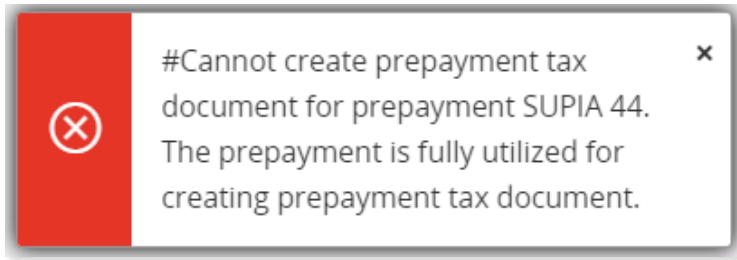 #Cannot create prepayment tax
document for prepayment SUPIA 44.
The prepayment is fully utilized for
creating prepayment tax document.